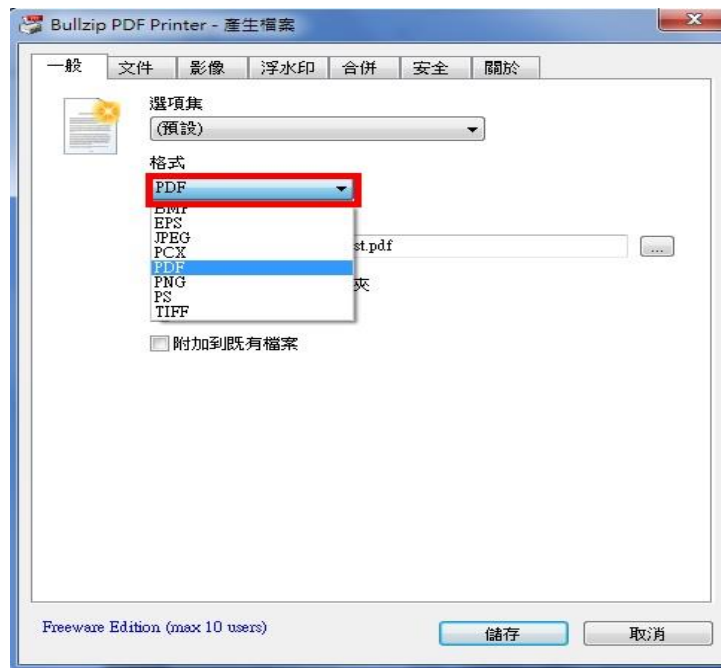 Bullzip PDF Printer - 產生檔案
一般 文件 影像 浮水印 合併 安全 關於
選項集
(預設)
格式
PDF
BMP
EPS
JPEG
PCX
PDF
PNG
PS
TIFF
st.pdf
...
夾
附加到既有檔案
Freeware Edition (max 10 users)
儲存 取消